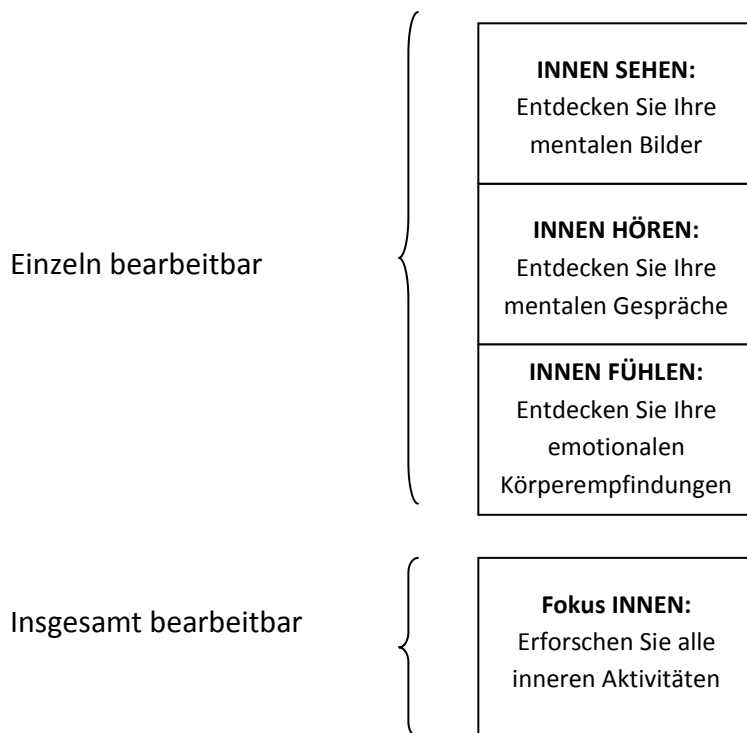 INNEN SEHEN:
Entdecken Sie Ihre
mentalen Bilder
Einzeln bearbeitbar
INNEN HÖREN:
Entdecken Sie Ihre
mentalen Gespräche
INNEN FÜHLEN:
Entdecken Sie Ihre
emotionalen
Körperempfindungen
Insgesamt bearbeitbar
Fokus INNEN:
Erforschen Sie alle
inneren Aktivitäten